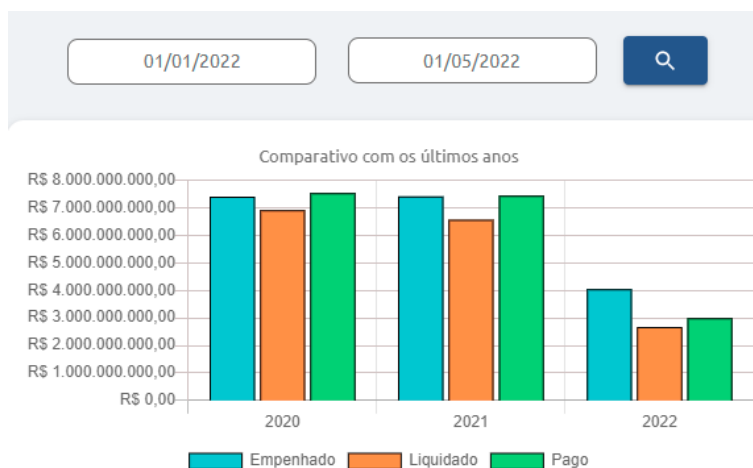 01/01/2022 01/05/2022
Comparativo com os últimos anos
R$ 8.000.000.000,00
R$ 7.000.000.000,00
R$ 6.000.000.000,00
R$ 5.000.000.000,00
R$ 4.000.000.000,00
R$ 3.000.000.000,00
R$ 2.000.000.000,00
R$ 1.000.000.000,00
R$ 0,00
2020 2021 2022
Empenhado Liquidado Pago